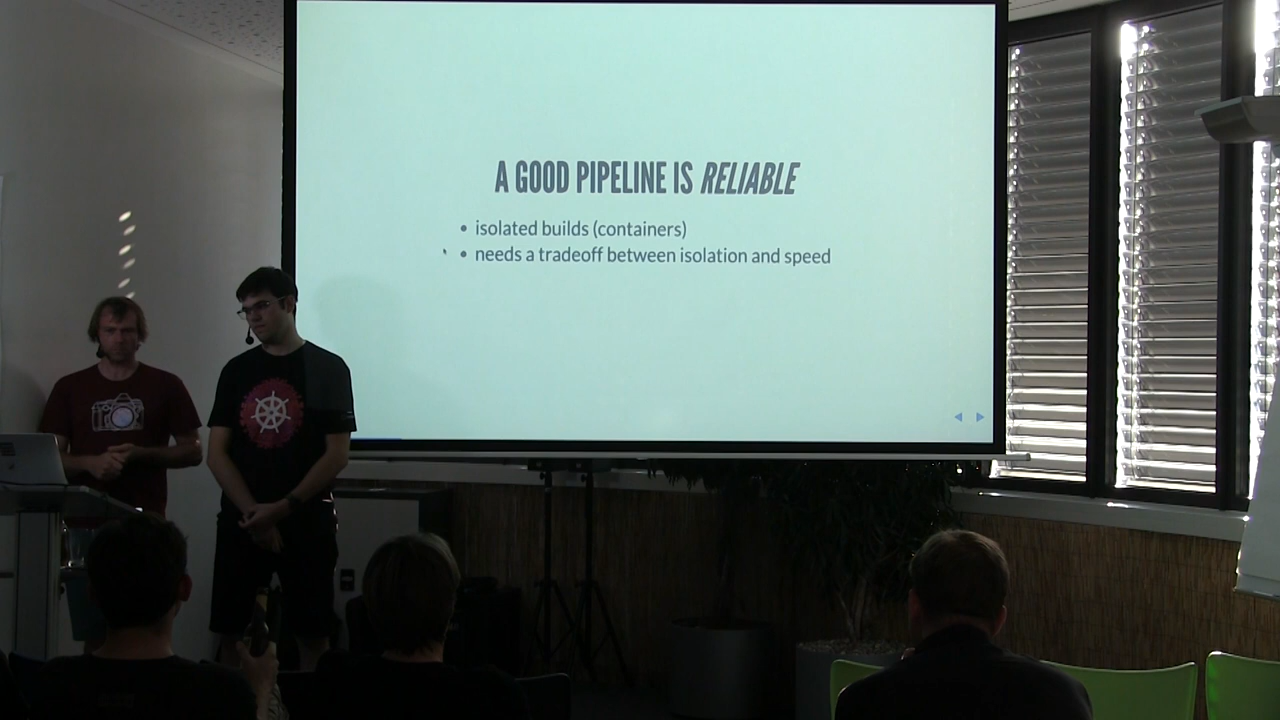 A GOOD PIPELINE IS RELIABLE
isolated builds (containers)
needs a tradeoff between isolation and speed